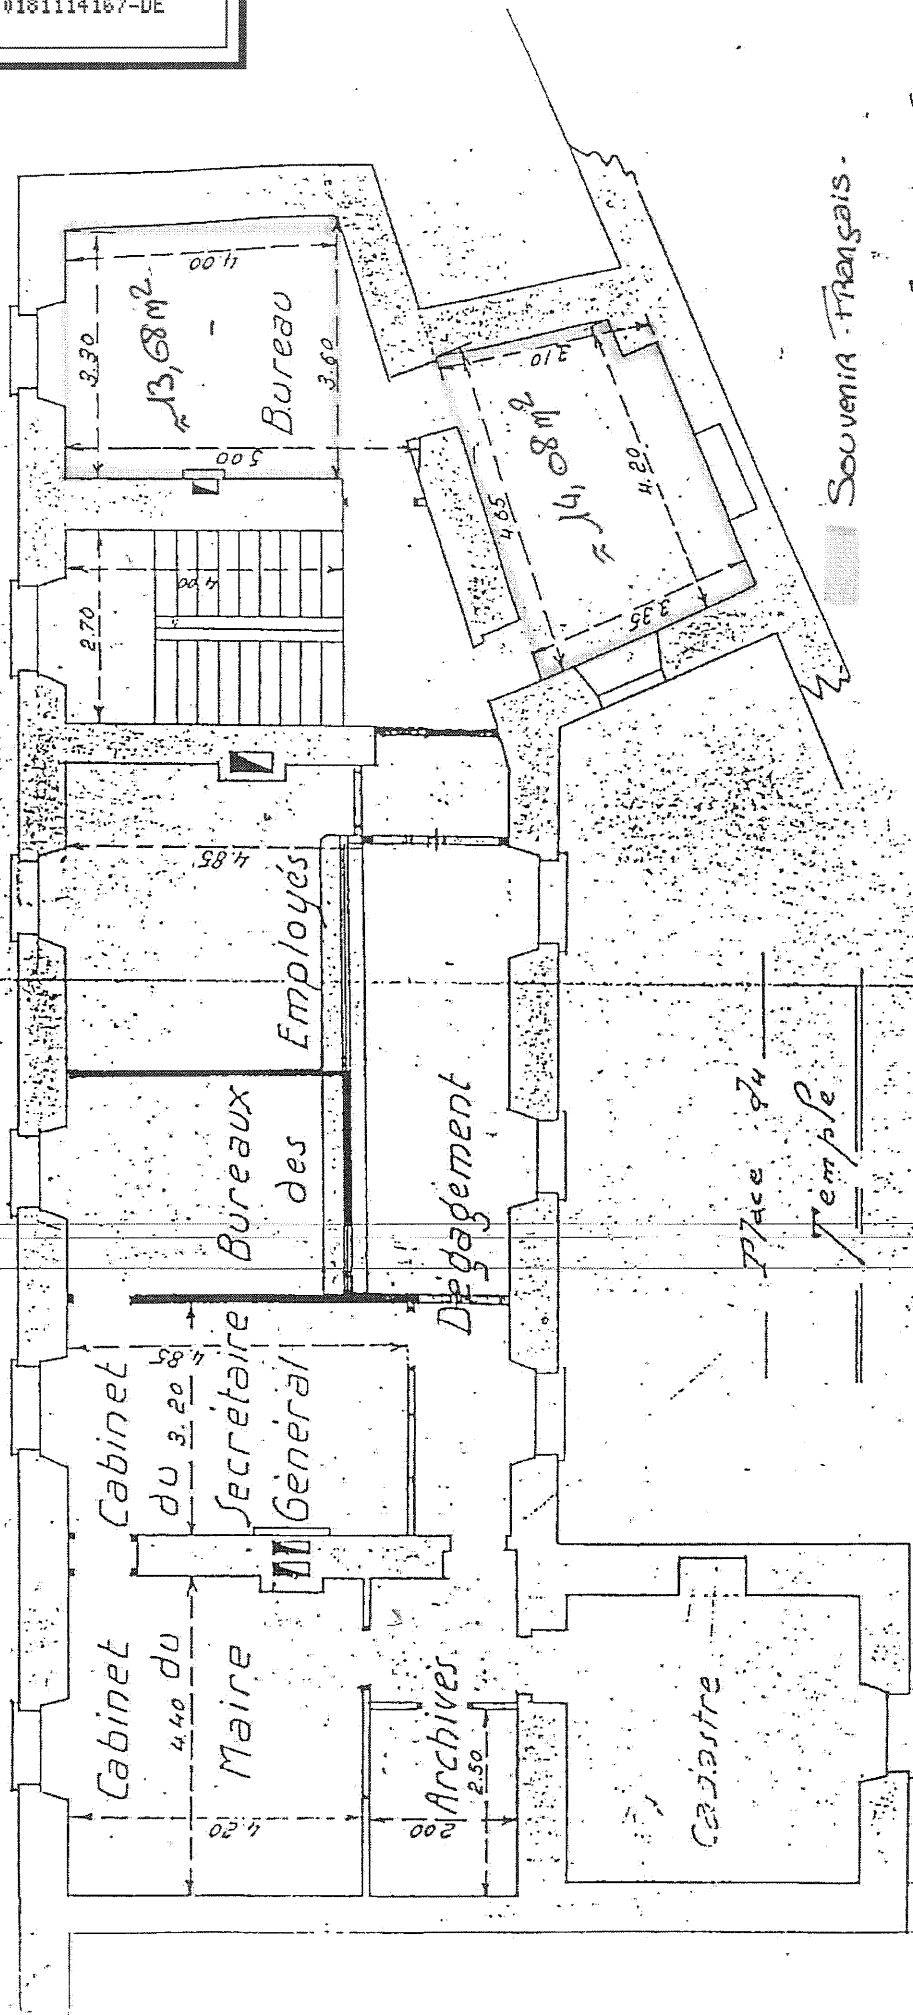 0181114167-DE
3.30
4.00
≈ 13,68 m²
Bureau
3.60
5.00
2.70
4.00
3.10
4.65
≈ 14,08 m²
4.20
3.35
Souvenir-Français.
4.85
Bureaux
des
Employés
Dégagement
Place du
Temple
Cabinet
du
Secrétaire
Général
3.20
4.85
Cabinet
du
Maire
4.40
4.20
Archives
2.50
2.00
Cadastre